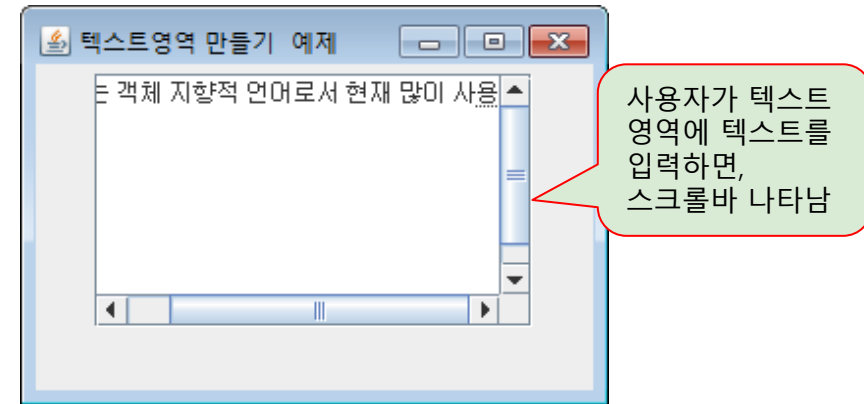 텍스트영역 만들기 예제
는 객체 지향적 언어로서 현재 많이 사용
사용자가 텍스트
영역에 텍스트를
입력하면,
스크롤바 나타남